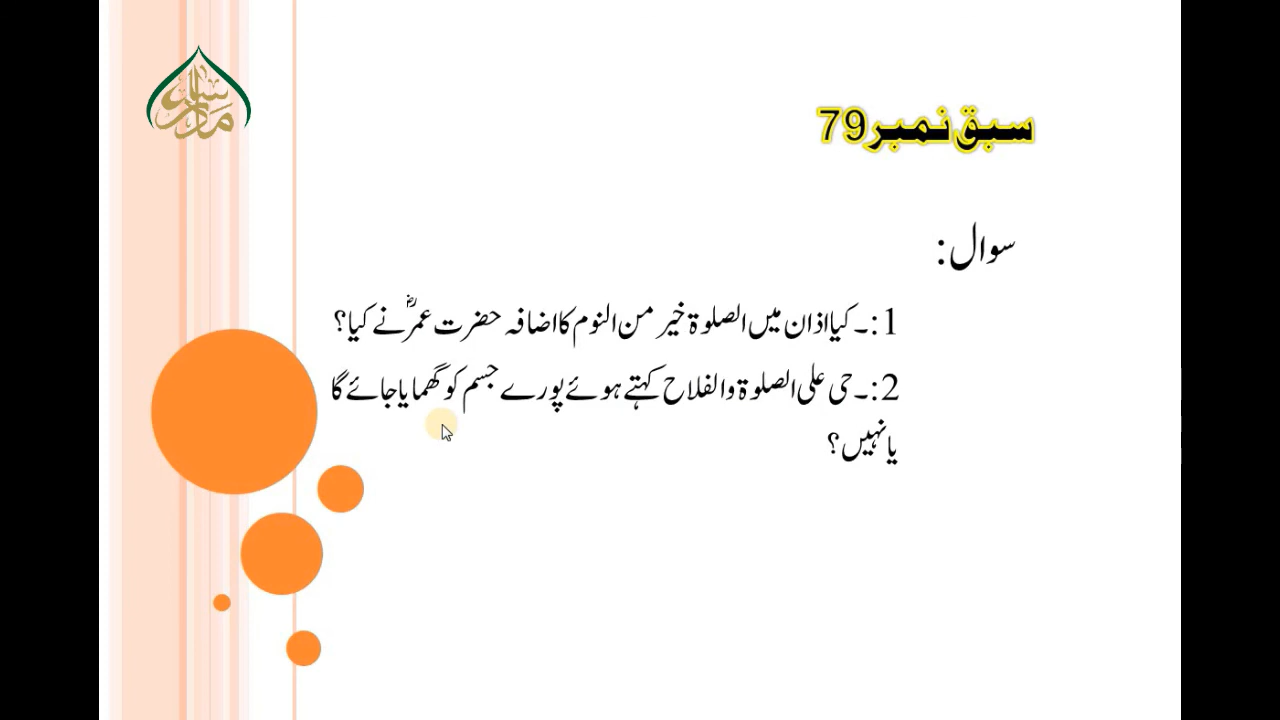 سبق نمبر79
سوال:
1:۔کیا اذان میں الصلوۃ خیر من النوم کا اضافہ حضرت عمرؓ نے کیا؟
2:۔حی علی الصلوۃ والفلاح کہتے ہوئے پورے جسم کو گھمایا جائے گا
یا نہیں؟